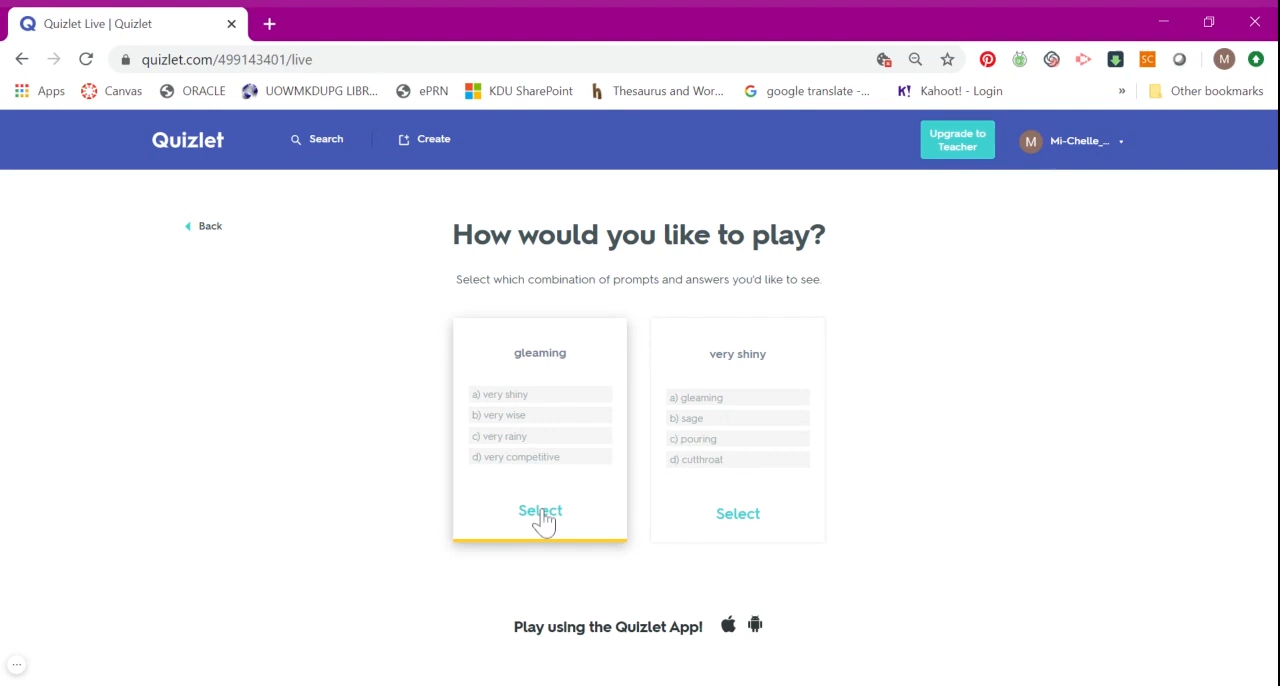 Quizlet Live | Quizlet
quizlet.com/499143401/live
SC
M
Apps
Canvas
ORACLE
UOWMKDUPG LIBR...
ePRN
KDU SharePoint
h
Thesaurus and Wor...
G
google translate -...
K!
Kahoot! - Login
»
Other bookmarks
Quizlet
Search
Create
Upgrade to
Teacher
M
Mi-Chelle_...
Back
How would you like to play?
Select which combination of prompts and answers you'd like to see.
gleaming
a) very shiny
b) very wise
c) very rainy
d) very competitive
Select
very shiny
a) gleaming
b) sage
c) pouring
d) cutthroat
Select
Play using the Quizlet App!